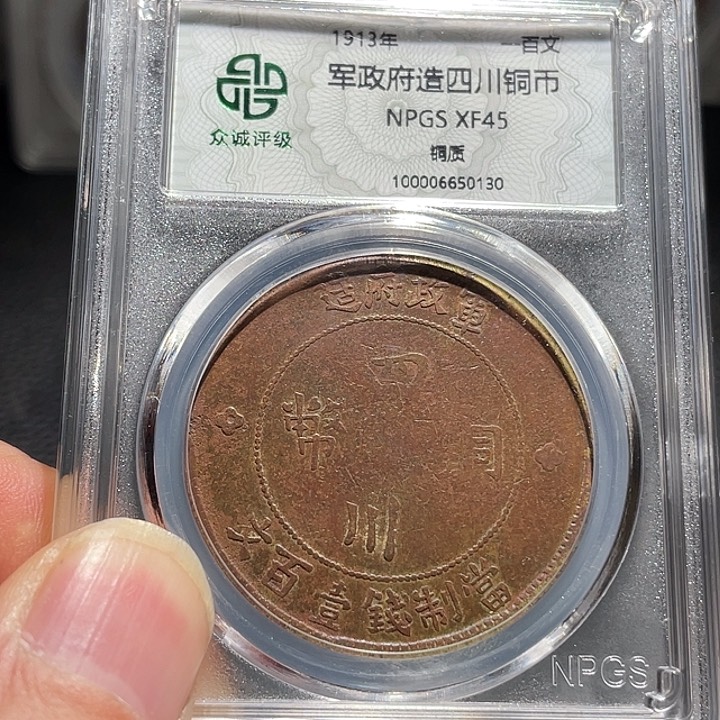 1913年 一百文
军政府造四川铜币
NPGS XF45
众诚评级
铜质
100006650130
造府政軍
四
幣 同
川
文百壹錢制當
NPGS